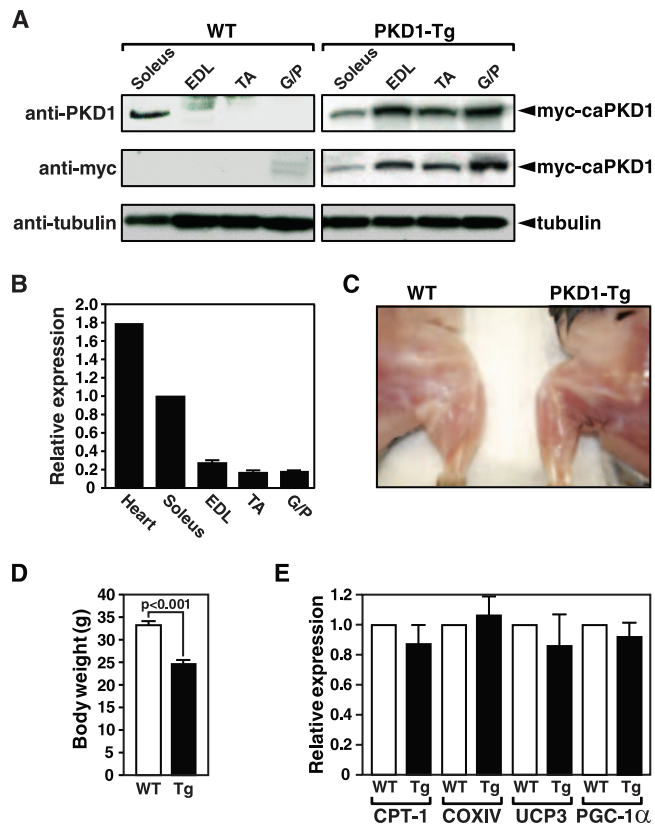 A
WT PKD1-Tg
Soleus EDL TA G/P Soleus EDL TA G/P
anti-PKD1 myc-caPKD1
anti-myc myc-caPKD1
anti-tubulin tubulin
B
Relative expression
2.0
1.8
1.6
1.4
1.2
1.0
0.8
0.6
0.4
0.2
0
Heart Soleus EDL TA G/P
C
WT PKD1-Tg
D
Body weight (g)
40
35
30
25
20
15
10
5
0
p<0.001
WT Tg
E
Relative expression
1.2
1.0
0.8
0.6
0.4
0.2
0
WT Tg WT Tg WT Tg WT Tg
CPT-1 COXIV UCP3 PGC-1α